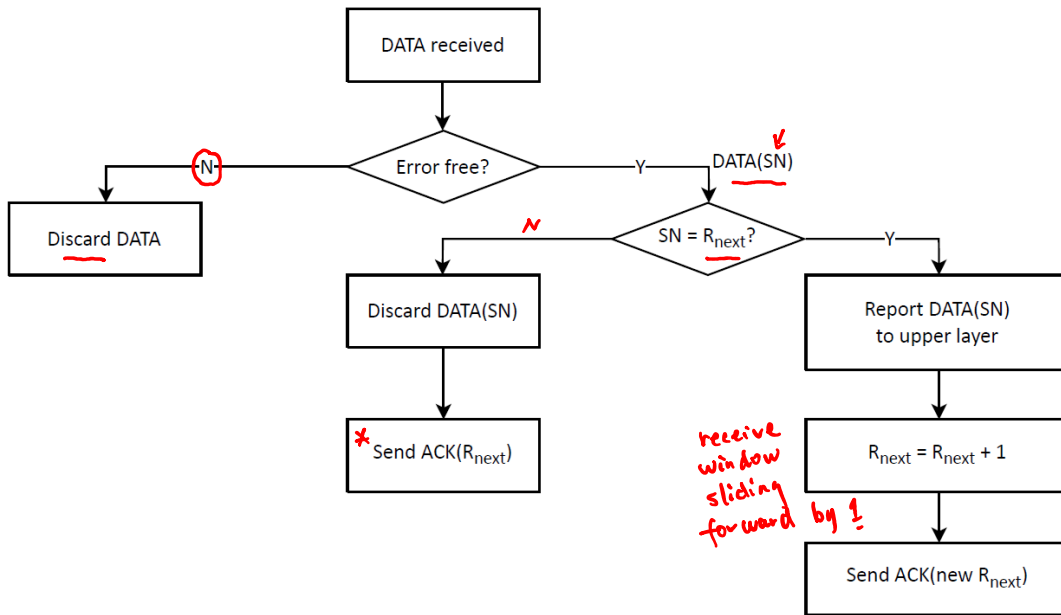 DATA received
Error free?
N
Y
DATA(SN)
Discard DATA
N
SN = Rnext?
Y
Discard DATA(SN)
Report DATA(SN)
to upper layer
* Send ACK(Rnext)
receive
window
sliding
forward by 1
Rnext = Rnext + 1
Send ACK(new Rnext)